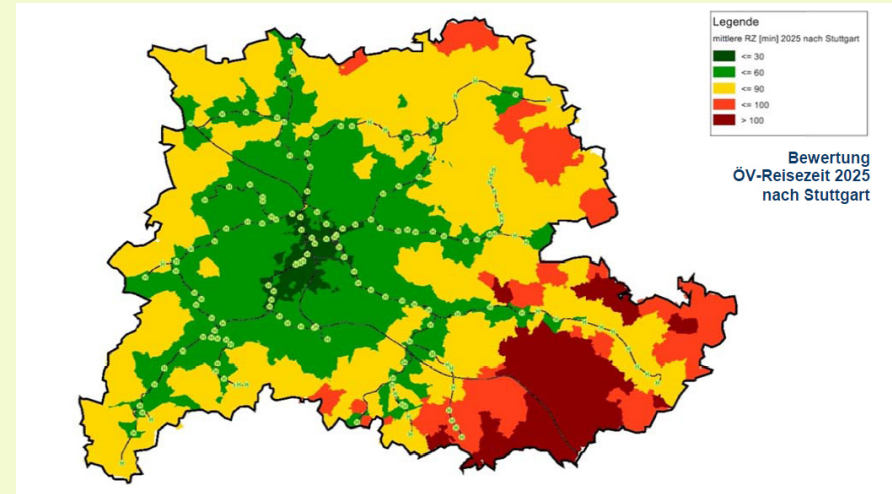 Legende
mittlere RZ [min] 2025 nach Stuttgart
<= 30
<= 60
<= 90
<= 100
> 100
Bewertung
ÖV-Reisezeit 2025
nach Stuttgart